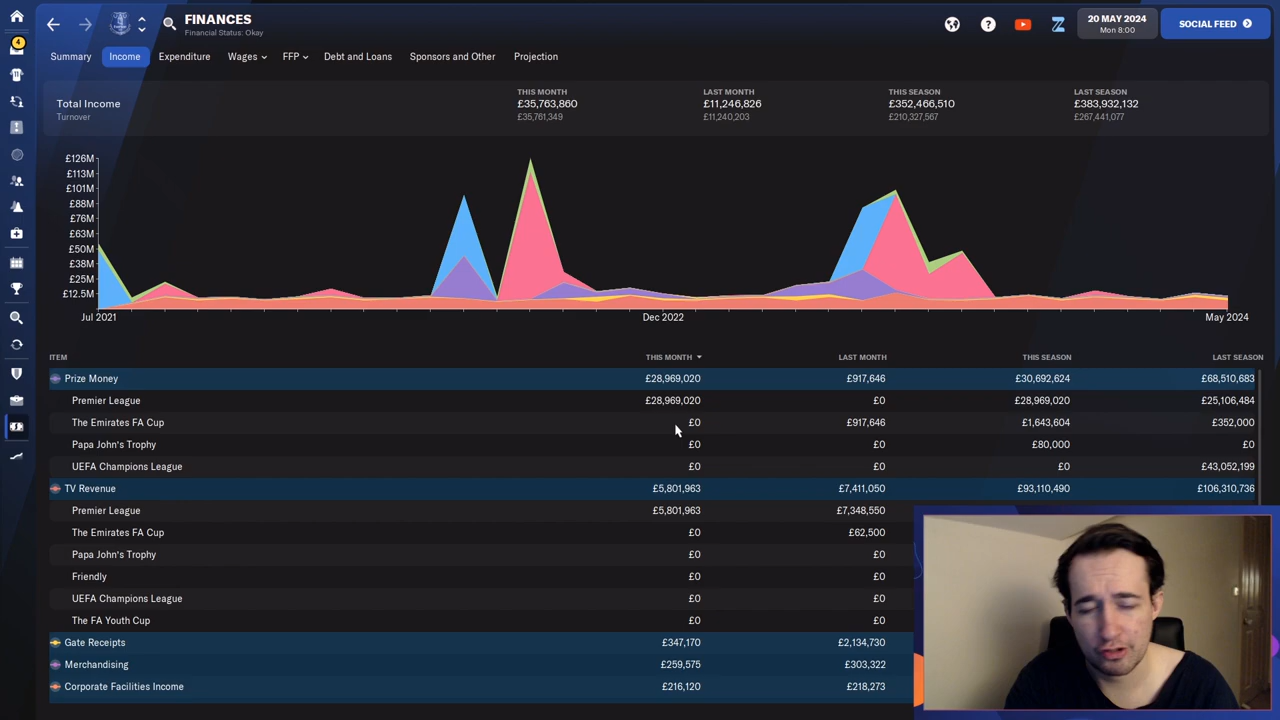 FINANCES
Financial Status: Okay
20 MAY 2024
Mon 8:00
SOCIAL FEED
4
Summary Income Expenditure Wages FFP Debt and Loans Sponsors and Other Projection
THIS MONTH LAST MONTH THIS SEASON LAST SEASON
Total Income £35,763,860 £11,246,826 £352,466,510 £383,932,132
Turnover £35,761,349 £11,240,203 £210,327,567 £267,441,077
£126M
£113M
£101M
£88M
£76M
£63M
£50M
£38M
£25M
£12.5M
Jul 2021 Dec 2022 May 2024
ITEM THIS MONTH LAST MONTH THIS SEASON LAST SEASON
Prize Money £28,969,020 £917,646 £30,692,624 £68,510,683
Premier League £28,969,020 £0 £28,969,020 £25,106,484
The Emirates FA Cup £0 £917,646 £1,643,604 £352,000
Papa John's Trophy £0 £0 £80,000 £0
UEFA Champions League £0 £0 £0 £43,052,199
TV Revenue £5,801,963 £7,411,050 £93,110,490 £106,310,736
Premier League £5,801,963 £7,348,550
The Emirates FA Cup £0 £62,500
Papa John's Trophy £0 £0
Friendly £0 £0
UEFA Champions League £0 £0
The FA Youth Cup £0 £0
Gate Receipts £347,170 £2,134,730
Merchandising £259,575 £303,322
Corporate Facilities Income £216,120 £218,273